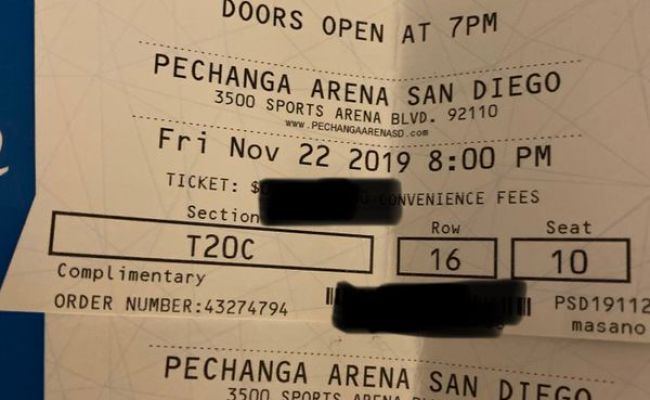 DOORS OPEN AT 7PM
PECHANGA ARENA SAN DIEGO
3500 SPORTS ARENA BLVD. 92110
www.PECHANGAARENASD.com
Fri Nov 22 2019 8:00 PM
TICKET: $ CONVENIENCE FEES
Section Row Seat
T20C 16 10
Complimentary
ORDER NUMBER:43274794 PSD19112
masano
PECHANGA ARENA SAN DIEGO
3500 SPORTS ARENA